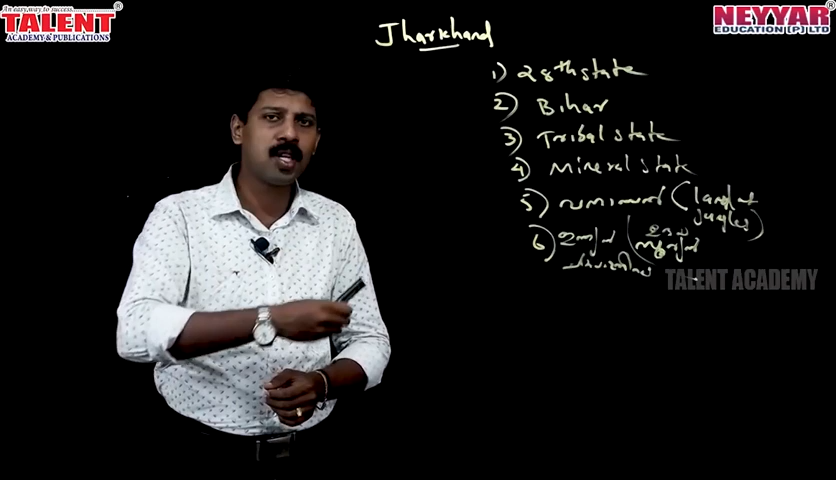 An easy way to success
TALENT
ACADEMY & PUBLICATIONS
NEYYAR
EDUCATION (P) LTD
Jharkhand
1) 28th state
2) Bihar
3) Tribal state
4) Mineral state
5) (land of
jungles)
6)
TALENT ACADEMY